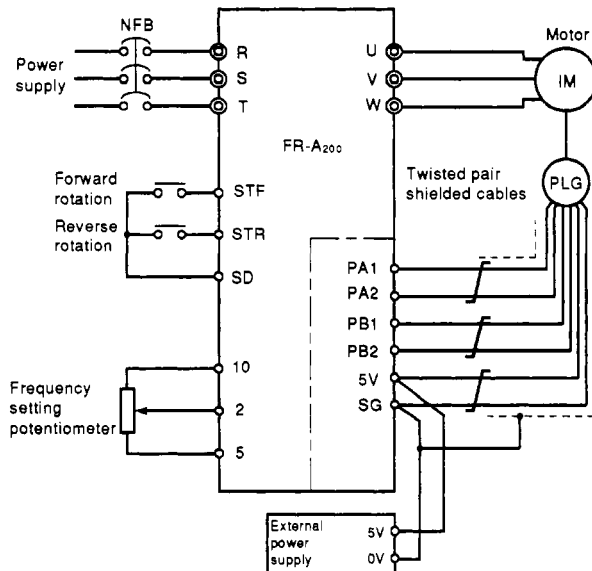 NFB
Power
supply
R
S
T
U
V
W
Motor
IM
FR-A200
PLG
Twisted pair
shielded cables
Forward
rotation
Reverse
rotation
STF
STR
SD
PA1
PA2
PB1
PB2
5V
SG
Frequency
setting
potentiometer
10
2
5
External
power
supply
5V
0V